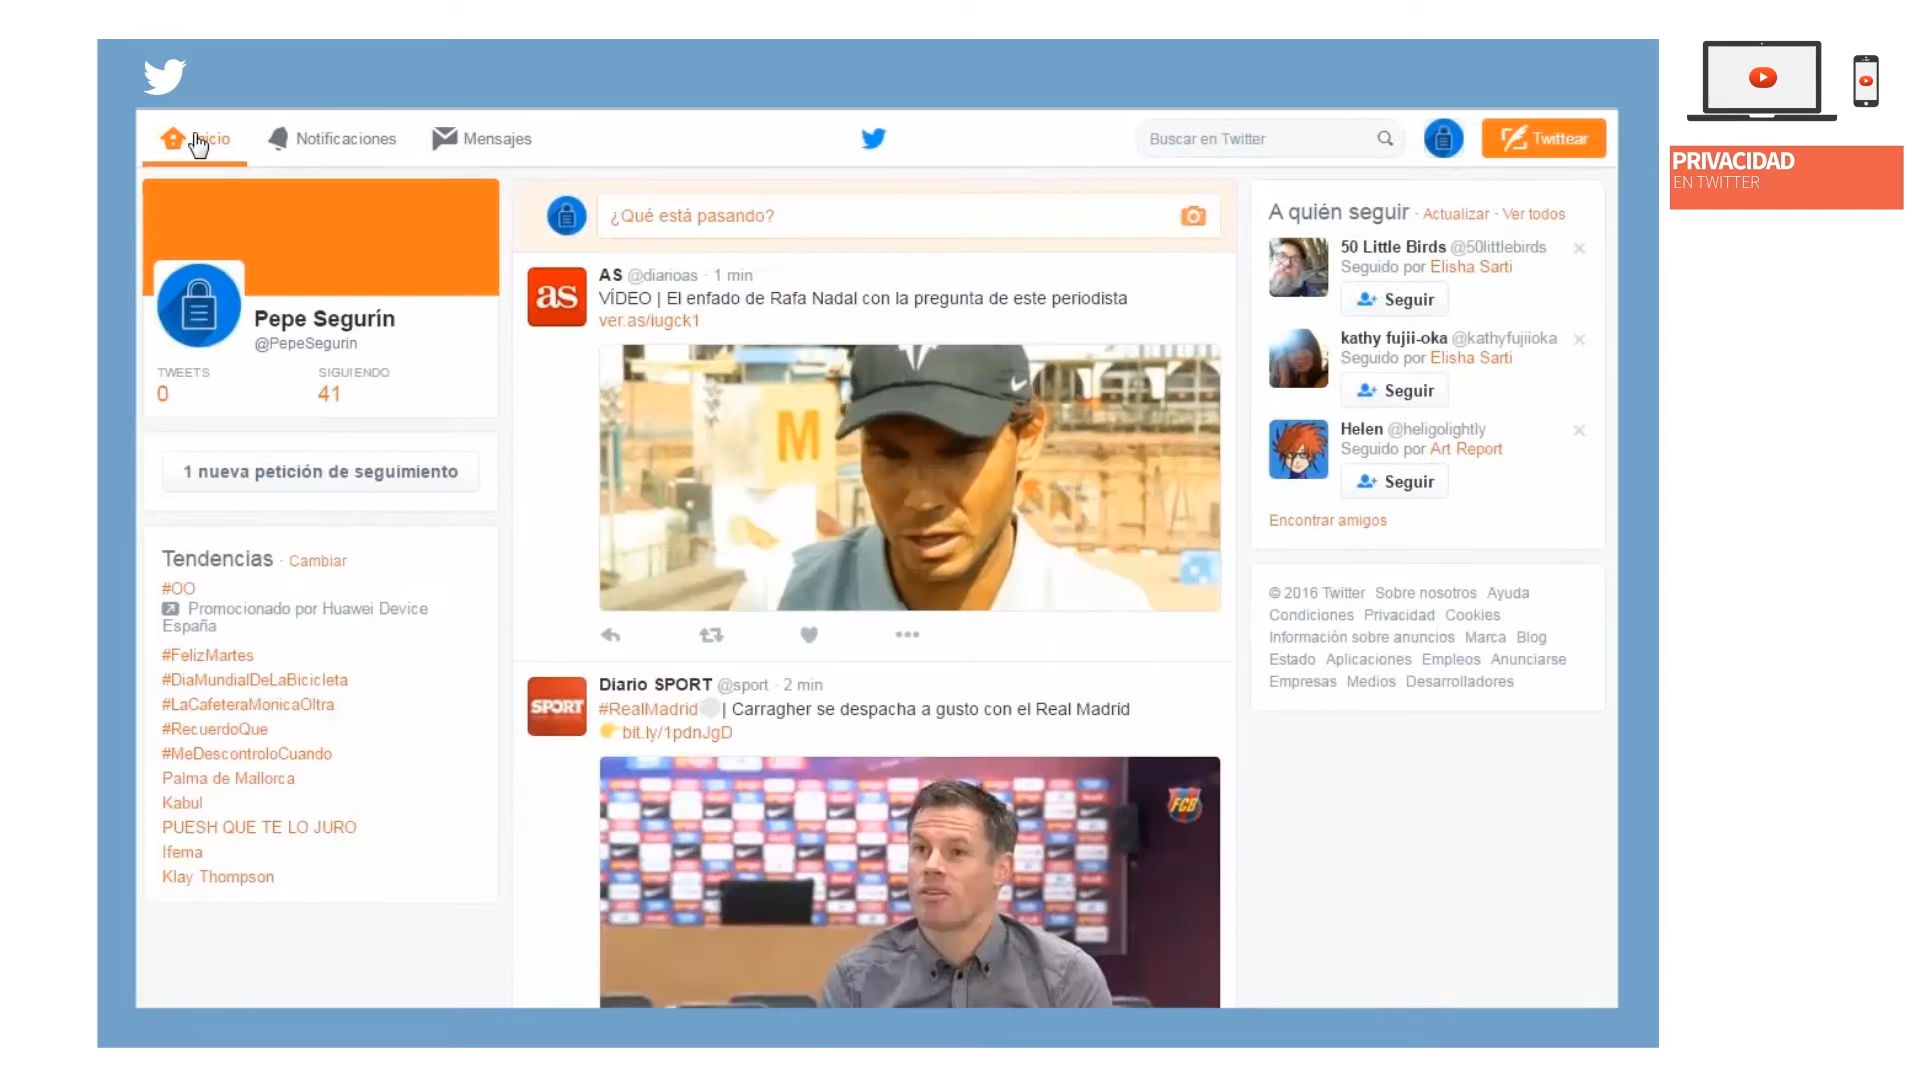 Inicio
Notificaciones
Mensajes
Buscar en Twitter
Twittear
PRIVACIDAD
EN TWITTER
Pepe Segurín
@PepeSegurin
TWEETS
SIGUIENDO
0
41
1 nueva petición de seguimiento
Tendencias · Cambiar
#OO
Promocionado por Huawei Device
España
#FelizMartes
#DiaMundialDeLaBicicleta
#LaCafeteraMonicaOltra
#RecuerdoQue
#MeDescontroloCuando
Palma de Mallorca
Kabul
PUESH QUE TE LO JURO
Ifema
Klay Thompson
¿Qué está pasando?
as
AS @diarioas · 1 min
VÍDEO | El enfado de Rafa Nadal con la pregunta de este periodista
ver.as/iugck1
M
SPORT
Diario SPORT @sport · 2 min
#RealMadrid | Carragher se despacha a gusto con el Real Madrid
bit.ly/1pdnJgD
FCB
A quién seguir · Actualizar · Ver todos
50 Little Birds @50littlebirds
Seguido por Elisha Sarti
Seguir
kathy fujii-oka @kathyfujiioka
Seguido por Elisha Sarti
Seguir
Helen @heligolightly
Seguido por Art Report
Seguir
Encontrar amigos
© 2016 Twitter Sobre nosotros Ayuda
Condiciones Privacidad Cookies
Información sobre anuncios Marca Blog
Estado Aplicaciones Empleos Anunciarse
Empresas Medios Desarrolladores